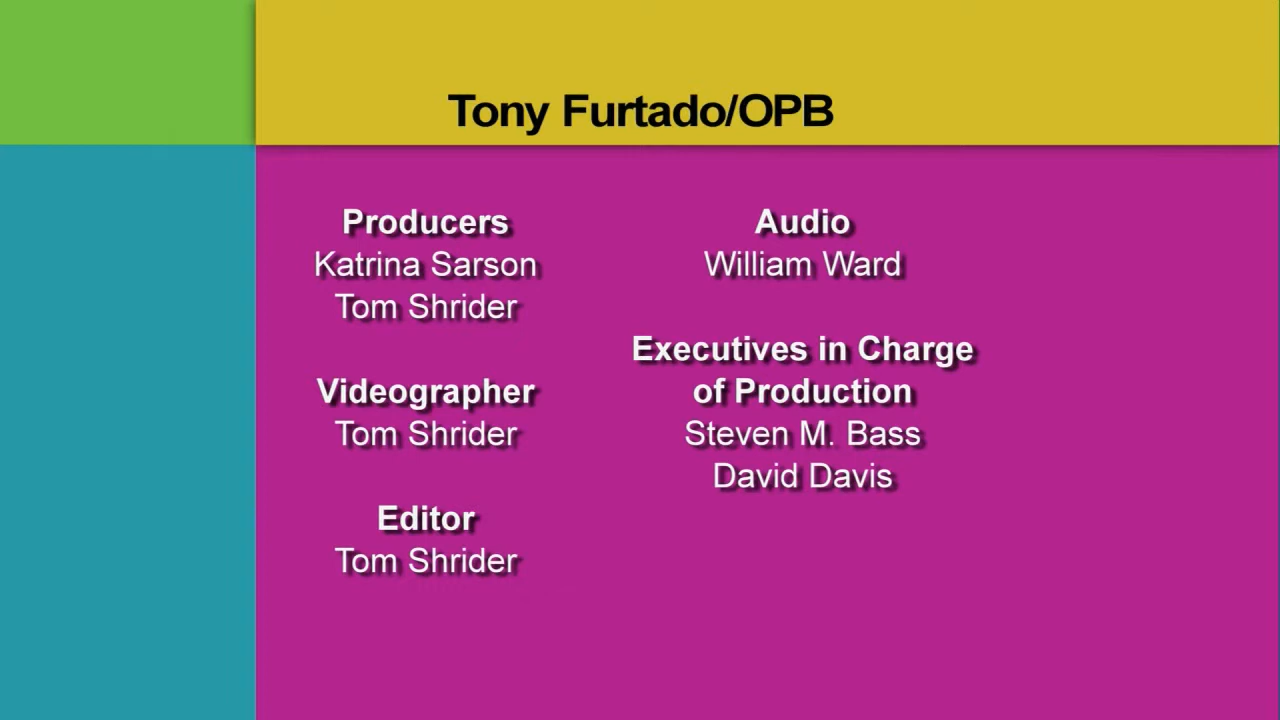 Tony Furtado/OPB
Producers
Katrina Sarson
Tom Shrider
Videographer
Tom Shrider
Editor
Tom Shrider
Audio
William Ward
Executives in Charge
of Production
Steven M. Bass
David Davis